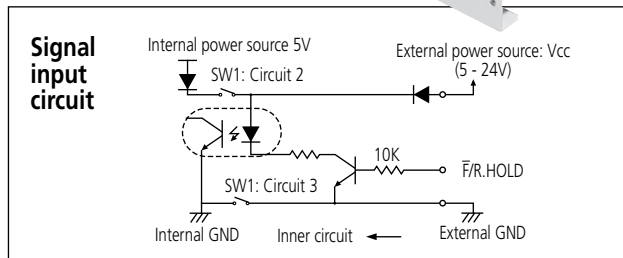 Signal
input
circuit
Internal power source 5V
External power source: Vcc
(5 - 24V)
SW1: Circuit 2
10K
F̅/R.HOLD
SW1: Circuit 3
Internal GND
Inner circuit
External GND